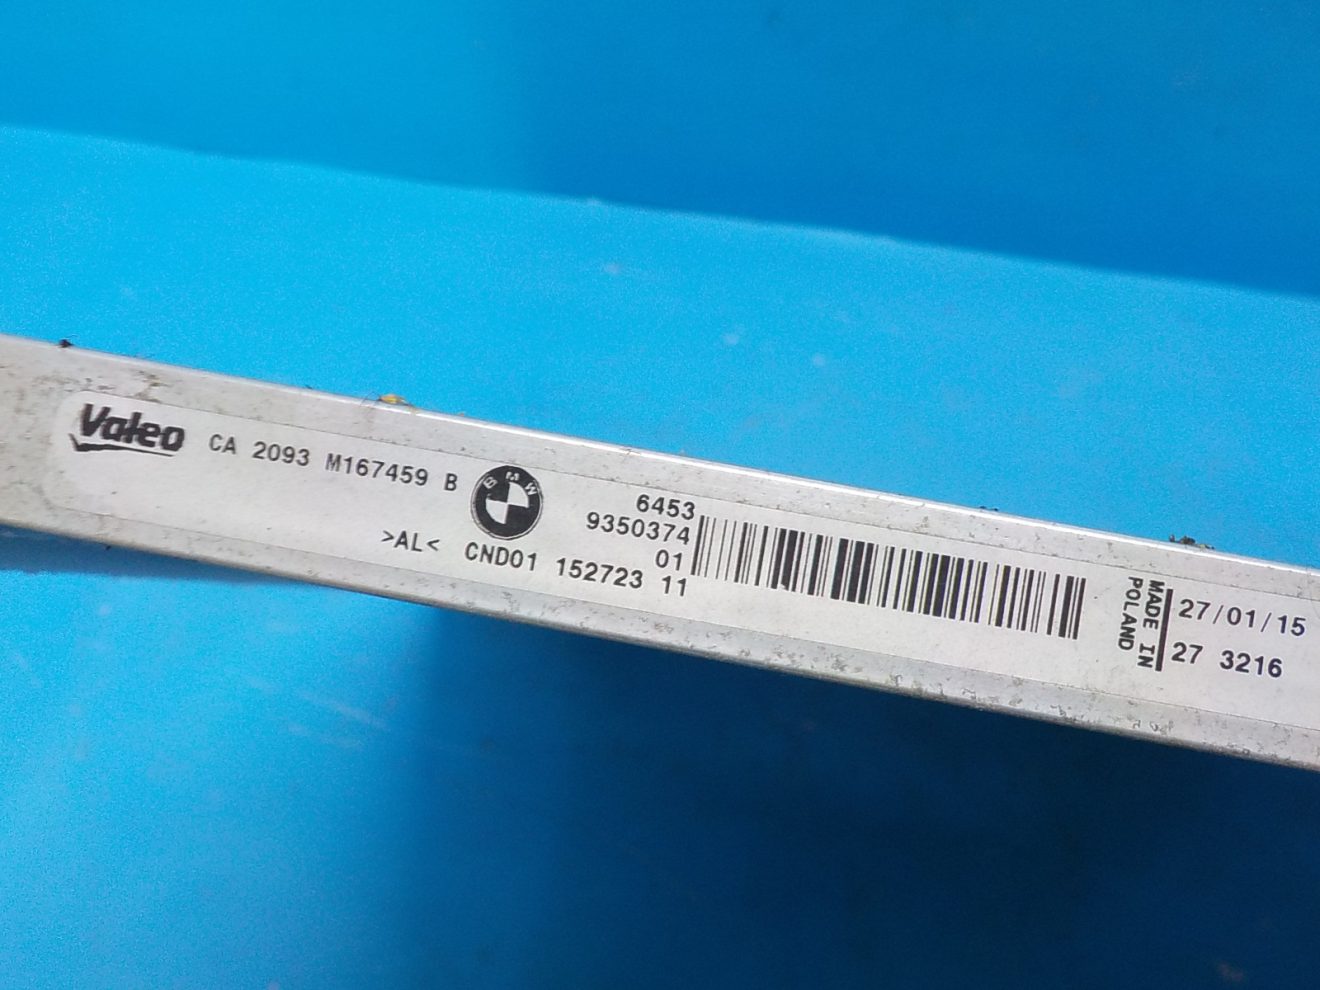 Valeo CA 2093 M167459 B
>AL< CND01 152723 11
BMW
6453
9350374
01
MADE IN
POLAND
27/01/15
27 3216